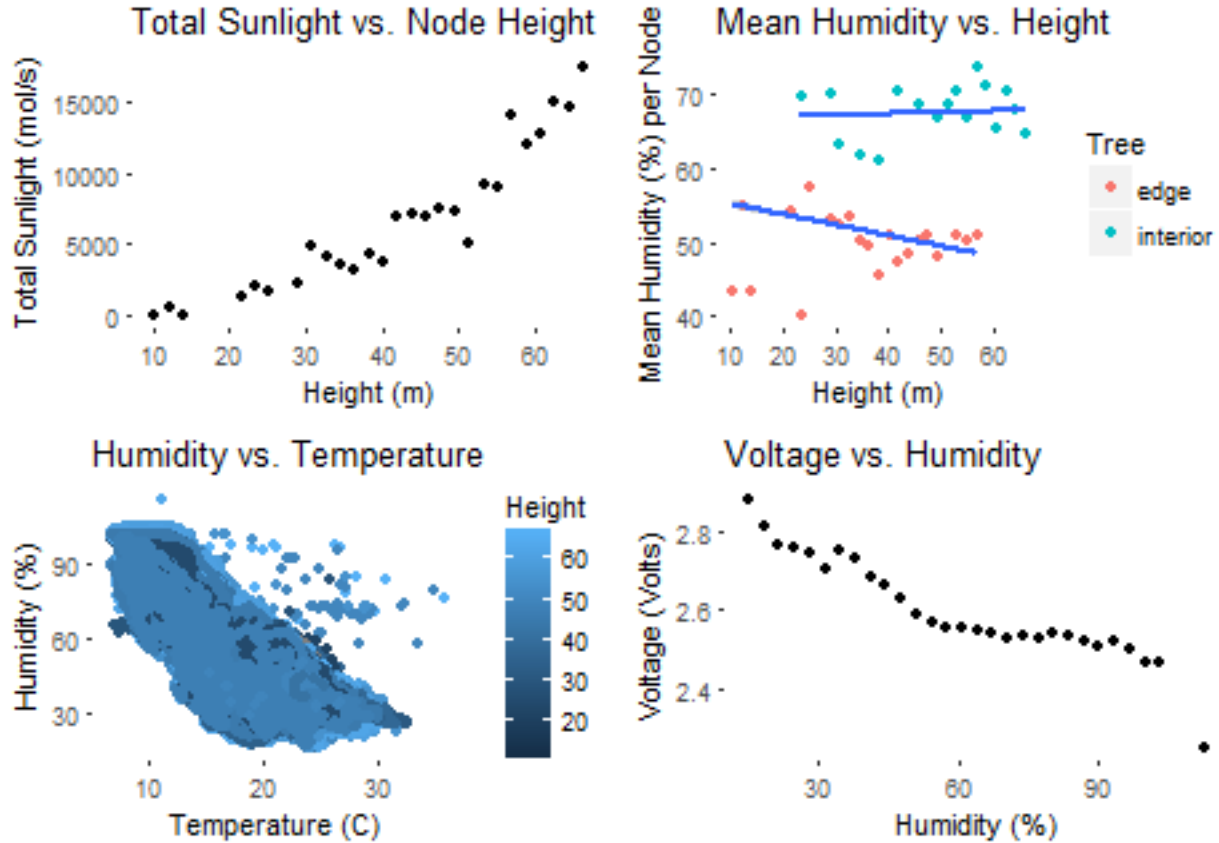 Total Sunlight vs. Node Height
Total Sunlight (mol/s)
15000
10000
5000
0
10 20 30 40 50 60
Height (m)
Mean Humidity vs. Height
Mean Humidity (%) per Node
70
60
50
40
10 20 30 40 50 60
Height (m)
Tree
edge
interior
Humidity vs. Temperature
Humidity (%)
90
60
30
10 20 30
Temperature (C)
Height
60
50
40
30
20
Voltage vs. Humidity
Voltage (Volts)
2.8
2.6
2.4
30 60 90
Humidity (%)